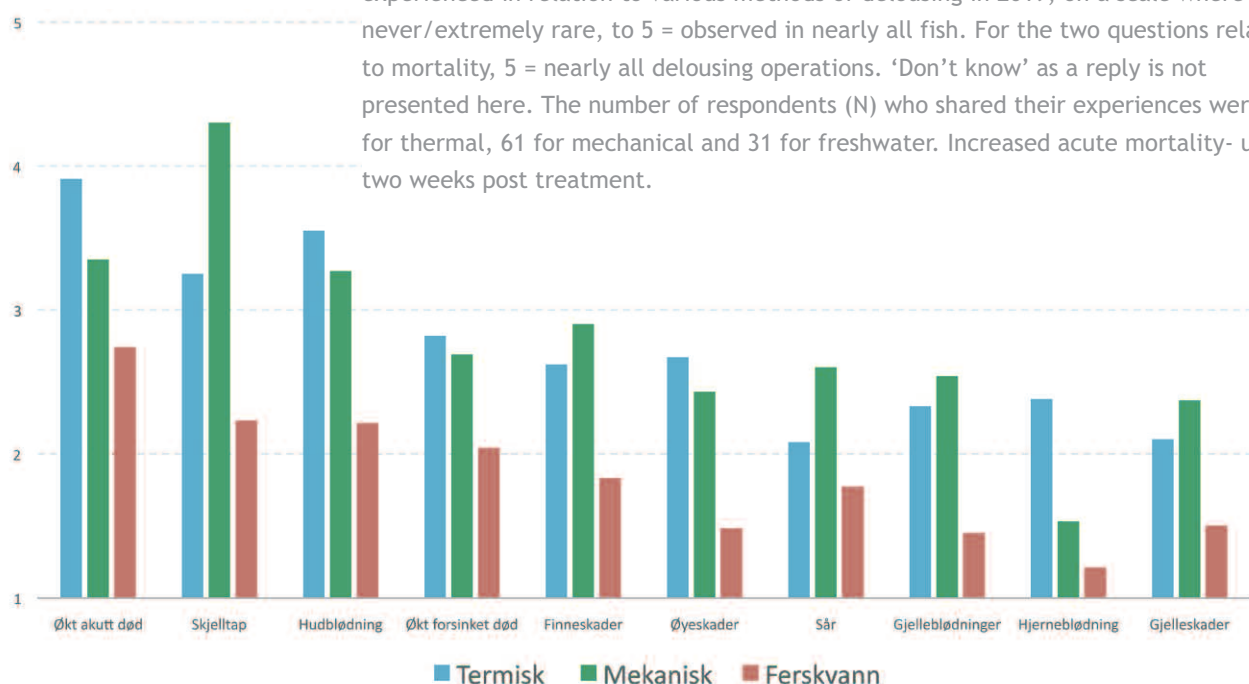 never/extremely rare, to 5 = observed in nearly all fish. For the two questions
to mortality, 5 = nearly all delousing operations. ‘Don’t know’ as a reply is not
presented here. The number of respondents (N) who shared their experiences
for thermal, 61 for mechanical and 31 for freshwater. Increased acute mortality-
two weeks post treatment.
5
4
3
2
1
Økt akutt død Skjelltap Hudblødning Økt forsinket død Finneskader Øyeskader Sår Gjelleblødninger Hjerneblødning Gjelleskader
Termisk Mekanisk Ferskvann